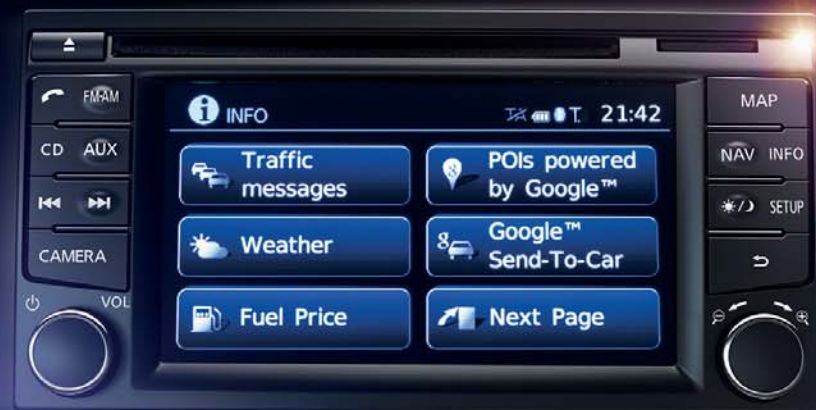 FM·AM
CD AUX
CAMERA
VOL
INFO
T. 21:42
Traffic
messages
POIs powered
by Google™
Weather
Google™
Send-To-Car
Fuel Price
Next Page
MAP
NAV INFO
SETUP